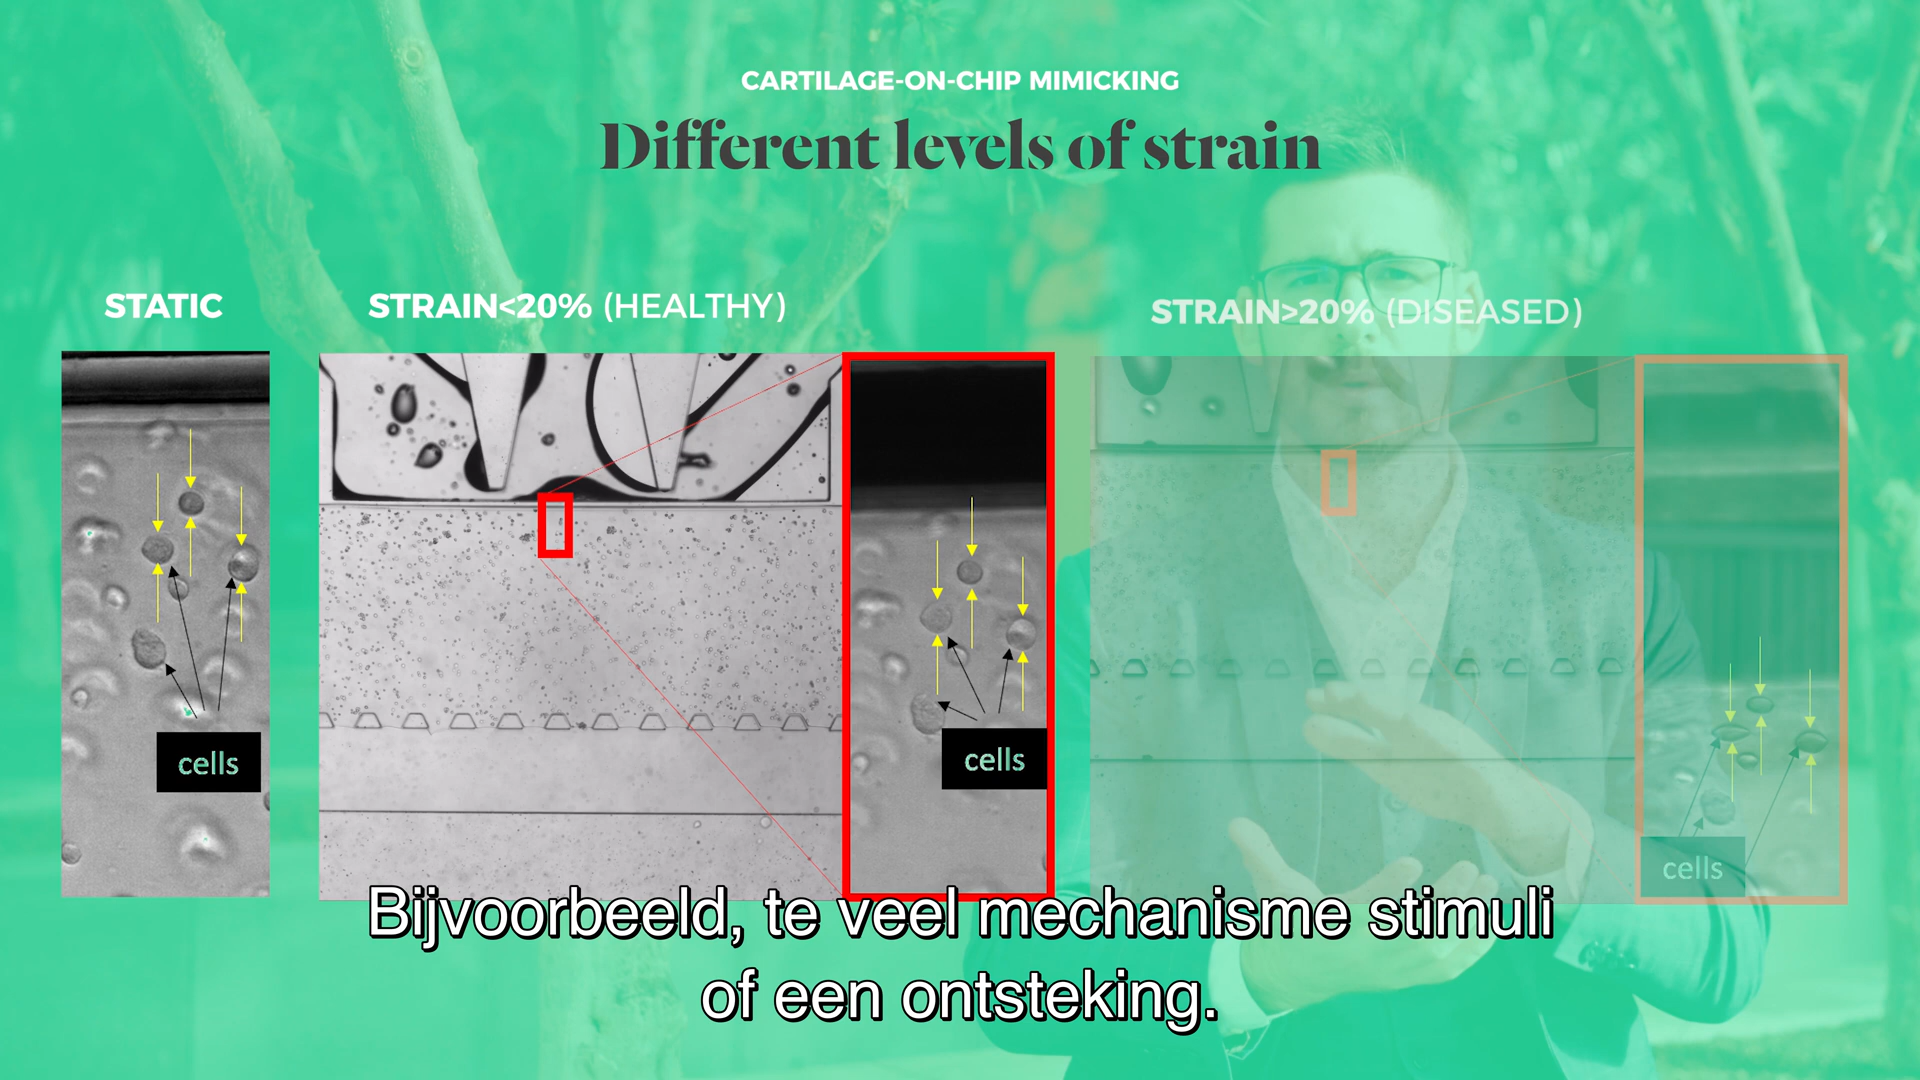 CARTILAGE-ON-CHIP MIMICKING
Different levels of strain
STATIC
STRAIN<20% (HEALTHY)
STRAIN>20% (DISEASED)
cells
cells
cells
Bijvoorbeeld, te veel mechanisme stimuli
of een ontsteking.